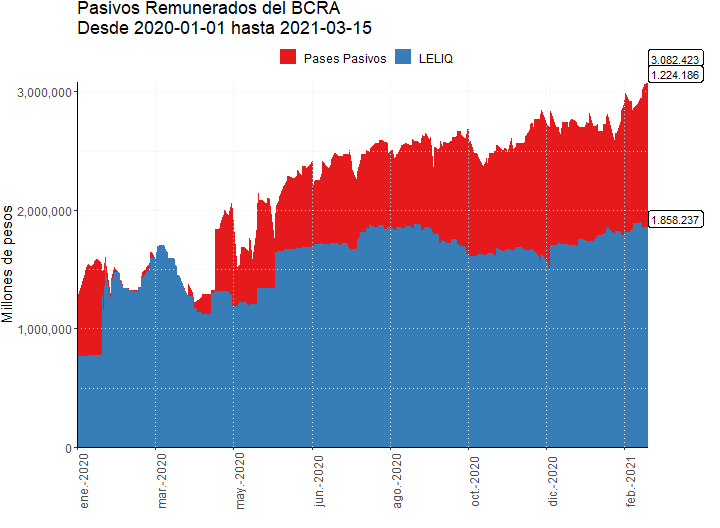 Pasivos Remunerados del BCRA
Desde 2020-01-01 hasta 2021-03-15
Pases Pasivos
LELIQ
3.082.423
1.224.186
1.858.237
3,000,000
2,000,000
1,000,000
0
Millones de pesos
ene.-2020
mar.-2020
may.-2020
jun.-2020
ago.-2020
oct.-2020
dic.-2020
feb.-2021